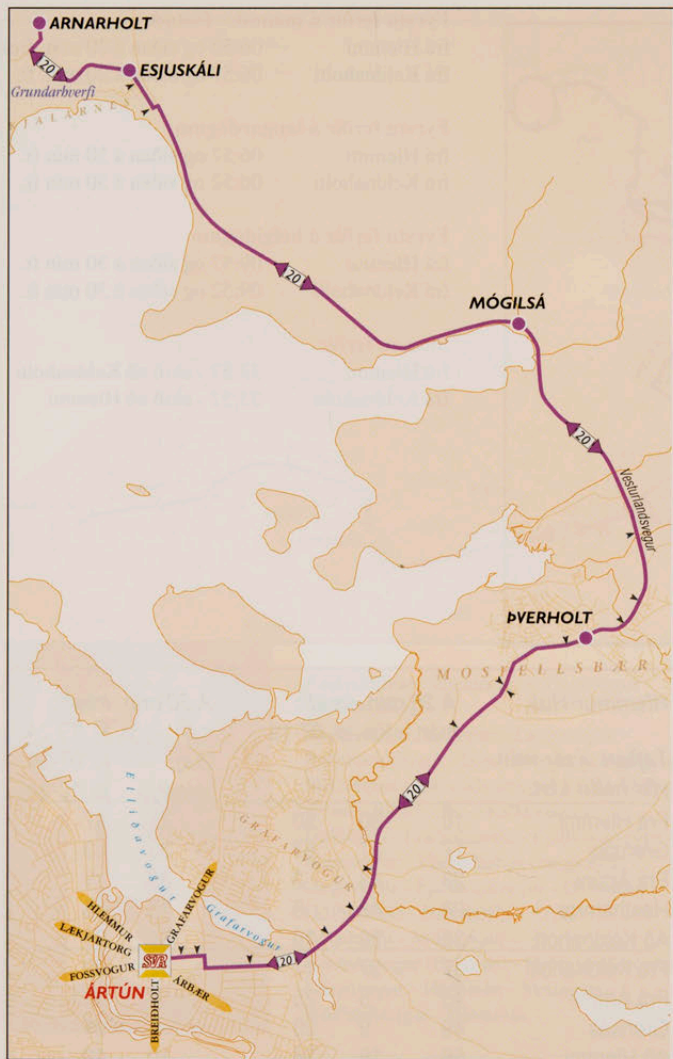 ARNARHOLT
20
ESJUSKÁLI
Grundarhverfi
20
MÓGILSÁ
20
Vesturlandsvegur
ÞVERHOLT
MOSFELLSBÆR
20
GRAFARVOGUR
Elliðavogur
Grafarvogur
GRAFARVOGUR
HLEMMUR
LÆKJARTORG
SVR
FOSSVOGUR
ÁRTÚN
ÁRBÆR
BREIÐHOLT
20